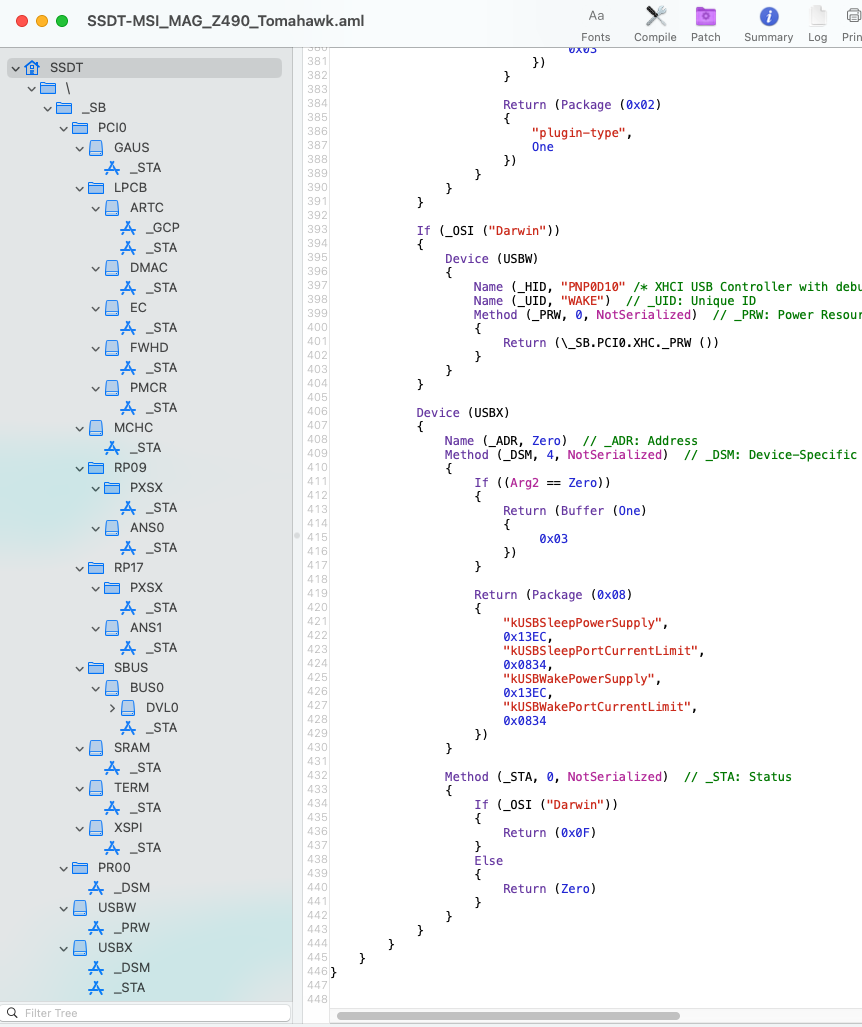 SSDT-MSI_MAG_Z490_Tomahawk.aml
Aa
Fonts
Compile
Patch
Summary
Log
SSDT
\
_SB
PCI0
GAUS
_STA
LPCB
ARTC
_GCP
_STA
DMAC
_STA
EC
_STA
FWHD
_STA
PMCR
_STA
MCHC
_STA
RP09
PXSX
_STA
ANS0
_STA
RP17
PXSX
_STA
ANS1
_STA
SBUS
BUS0
DVL0
_STA
SRAM
_STA
TERM
_STA
XSPI
_STA
PR00
_DSM
USBW
_PRW
USBX
_DSM
_STA
Filter Tree
380 0x03
381 })
382 }
383
384 Return (Package (0x02)
385 {
386 "plugin-type",
387 One
388 })
389 }
390 }
391 }
392
393 If (_OSI ("Darwin"))
394 {
395 Device (USBW)
396 {
397 Name (_HID, "PNP0D10" /* XHCI USB Controller with debu
398 Name (_UID, "WAKE")  // _UID: Unique ID
399 Method (_PRW, 0, NotSerialized)  // _PRW: Power Resour
400 {
401 Return (\_SB.PCI0.XHC._PRW ())
402 }
403 }
404 }
405
406 Device (USBX)
407 {
408 Name (_ADR, Zero)  // _ADR: Address
409 Method (_DSM, 4, NotSerialized)  // _DSM: Device-Specific
410 {
411 If ((Arg2 == Zero))
412 {
413 Return (Buffer (One)
414 {
415 0x03
416 })
417 }
418
419 Return (Package (0x08)
420 {
421 "kUSBSleepPowerSupply",
422 0x13EC,
423 "kUSBSleepPortCurrentLimit",
424 0x0834,
425 "kUSBWakePowerSupply",
426 0x13EC,
427 "kUSBWakePortCurrentLimit",
428 0x0834
429 })
430 }
431
432 Method (_STA, 0, NotSerialized)  // _STA: Status
433 {
434 If (_OSI ("Darwin"))
435 {
436 Return (0x0F)
437 }
438 Else
439 {
440 Return (Zero)
441 }
442 }
443 }
444 }
445 }
446 }
447
448